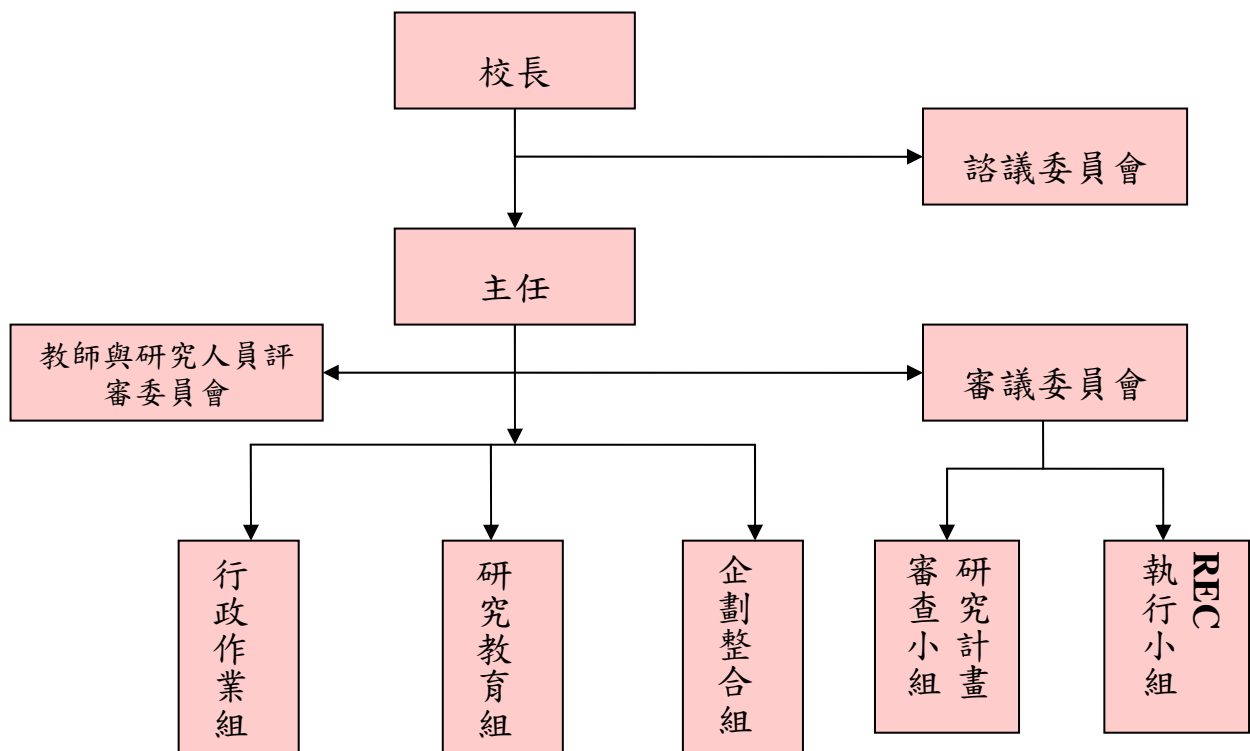 校長
諮議委員會
主任
教師與研究人員評
審委員會
審議委員會
行政作業組
研究教育組
企劃整合組
研究計畫
審查小組
REC
執行小組